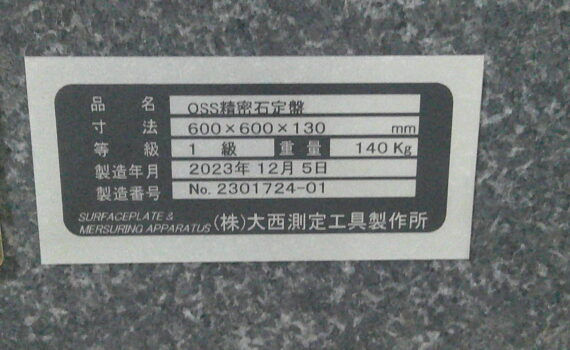 品名 OSS精密石定盤
寸法 600×600×130 mm
等級 1 級 重量 140 Kg
製造年月 2023年 12月 5日
製造番号 No. 2301724-01
SURFACEPLATE &
MERSURING APPARATUS (株)大西測定工具製作所